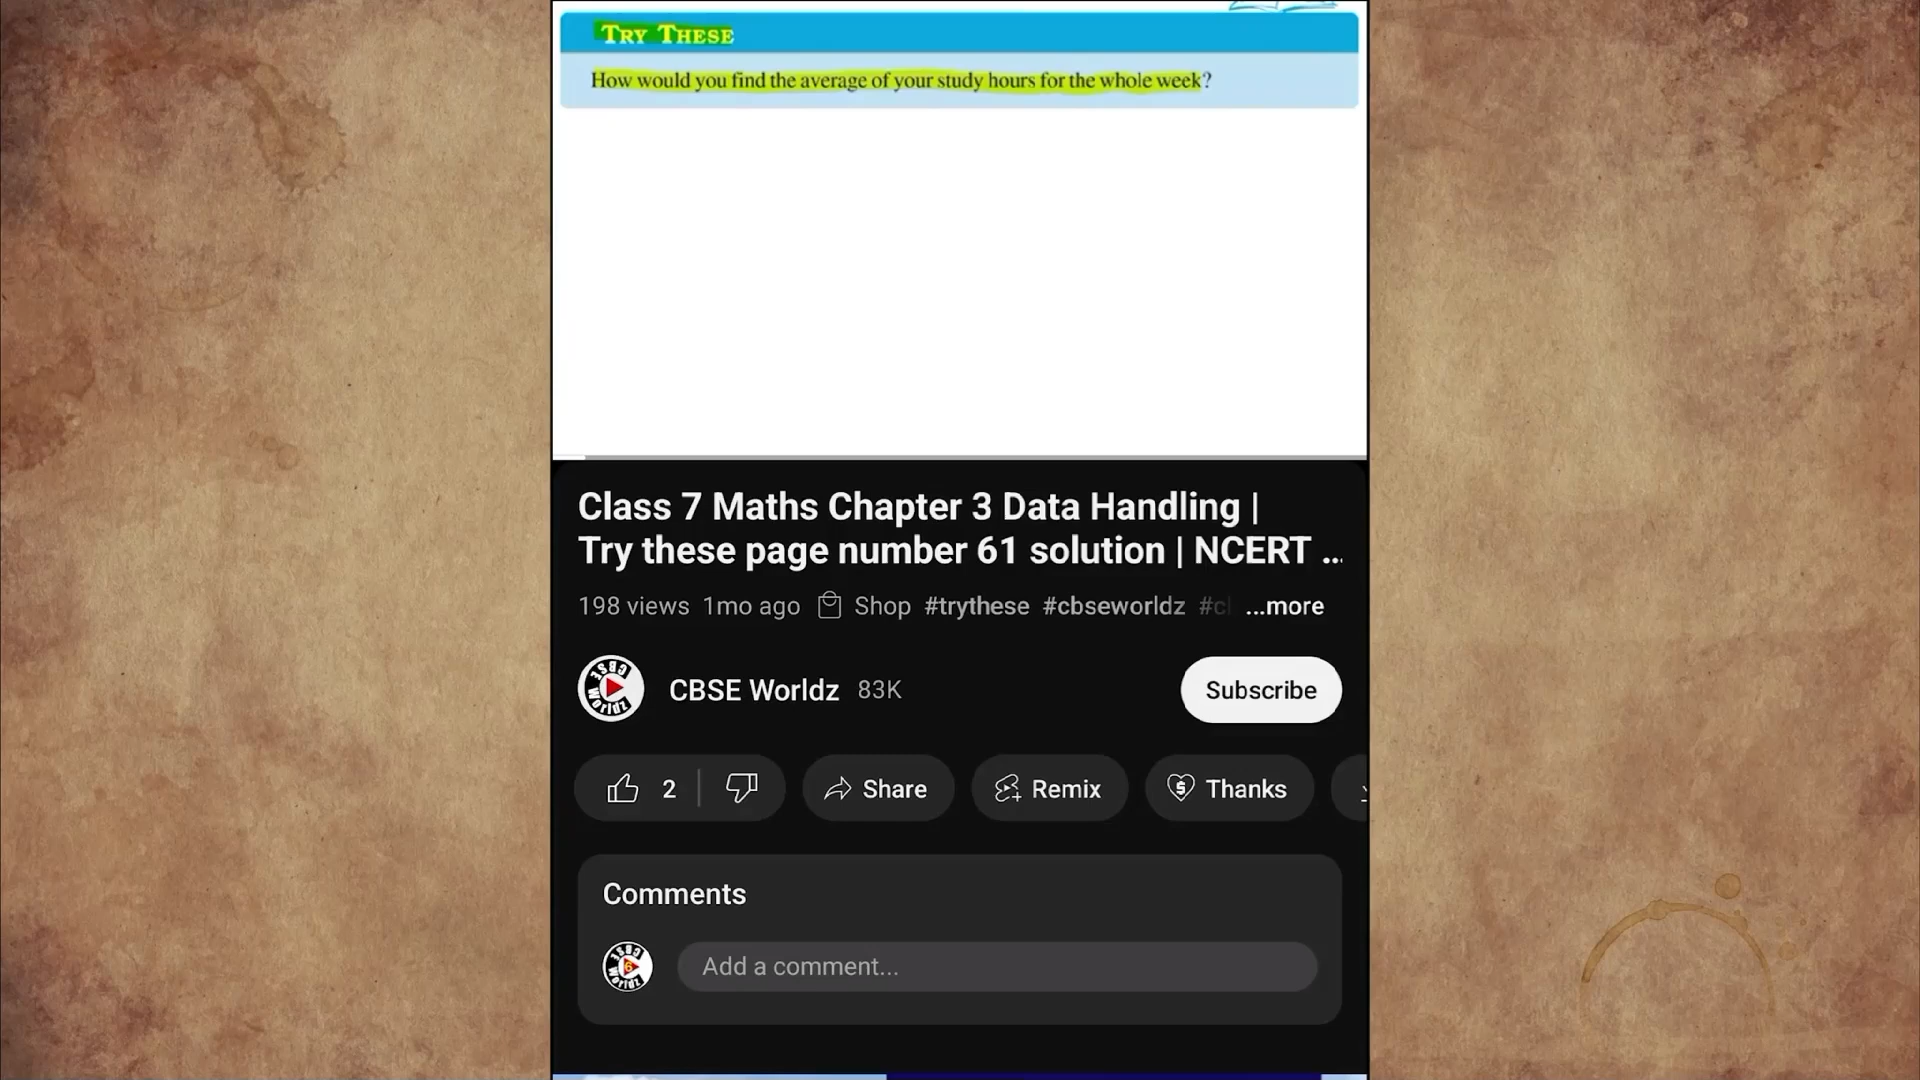 TRY THESE
How would you find the average of your study hours for the whole week?
Class 7 Maths Chapter 3 Data Handling |
Try these page number 61 solution | NCERT ...
198 views 1mo ago Shop #trythese #cbseworldz #cl ...more
CBSE Worldz 83K
Subscribe
2
Share
Remix
Thanks
Comments
Add a comment...